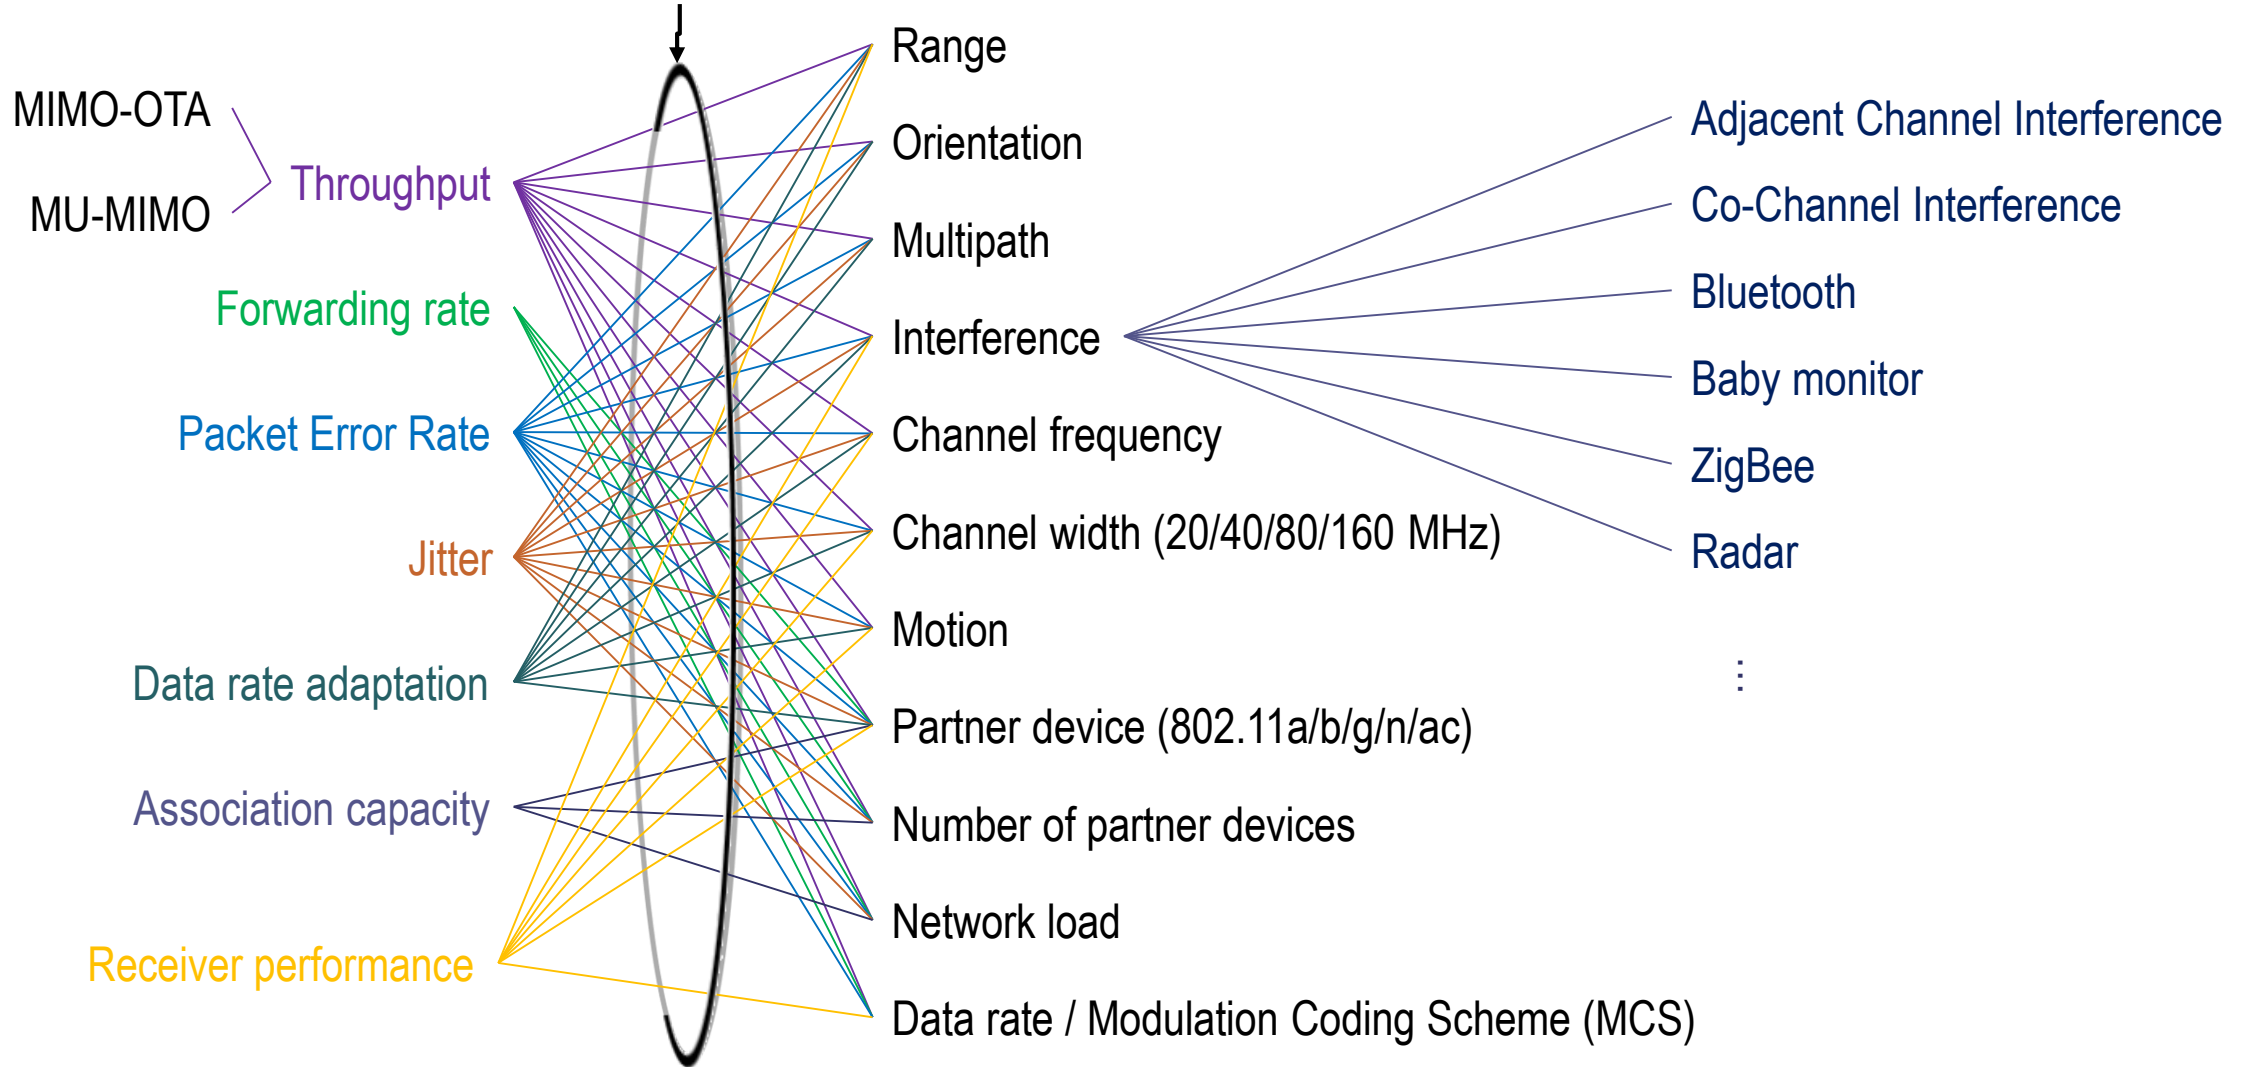 MIMO-OTA
MU-MIMO
Throughput
Forwarding rate
Packet Error Rate
Jitter
Data rate adaptation
Association capacity
Receiver performance
Range
Orientation
Multipath
Interference
Channel frequency
Channel width (20/40/80/160 MHz)
Motion
Partner device (802.11a/b/g/n/ac)
Number of partner devices
Network load
Data rate / Modulation Coding Scheme (MCS)
Adjacent Channel Interference
Co-Channel Interference
Bluetooth
Baby monitor
ZigBee
Radar
⋮